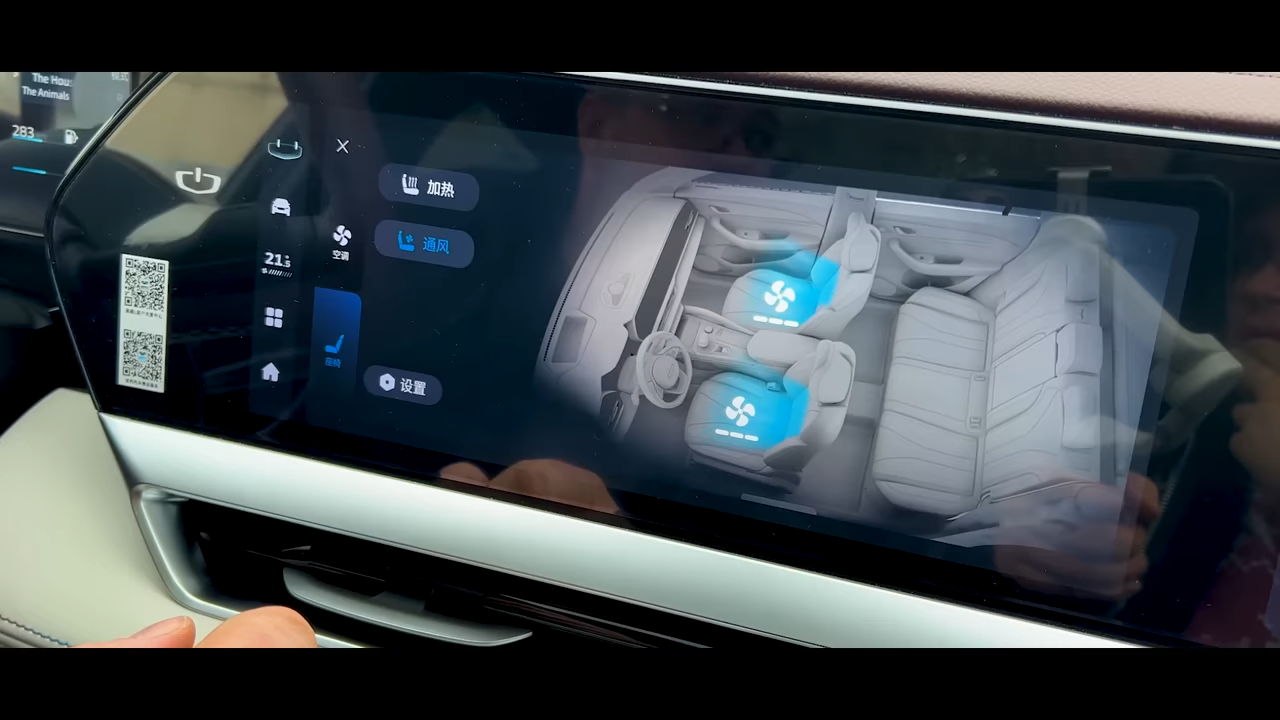 The Hou
The Animals
283
加热
通风
空调
21.5
座椅
设置